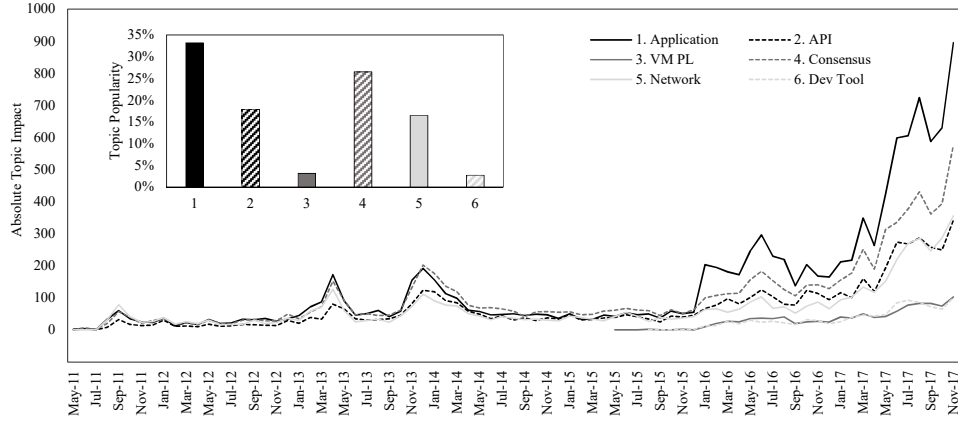 1000
900
800
700
600
500
400
300
200
100
0
Absolute Topic Impact
35%
35%
30%
25%
20%
15%
10%
5%
0%
Topic Popularity
1 2 3 4 5 6
1. Application 2. API
3. VM PL 4. Consensus
5. Network 6. Dev Tool
May-11 Jul-11 Sep-11 Nov-11 Jan-12 Mar-12 May-12 Jul-12 Sep-12 Nov-12 Jan-13 Mar-13 May-13 Jul-13 Sep-13 Nov-13 Jan-14 Mar-14 May-14 Jul-14 Sep-14 Nov-14 Jan-15 Mar-15 May-15 Jul-15 Sep-15 Nov-15 Jan-16 Mar-16 May-16 Jul-16 Sep-16 Nov-16 Jan-17 Mar-17 May-17 Jul-17 Sep-17 Nov-17